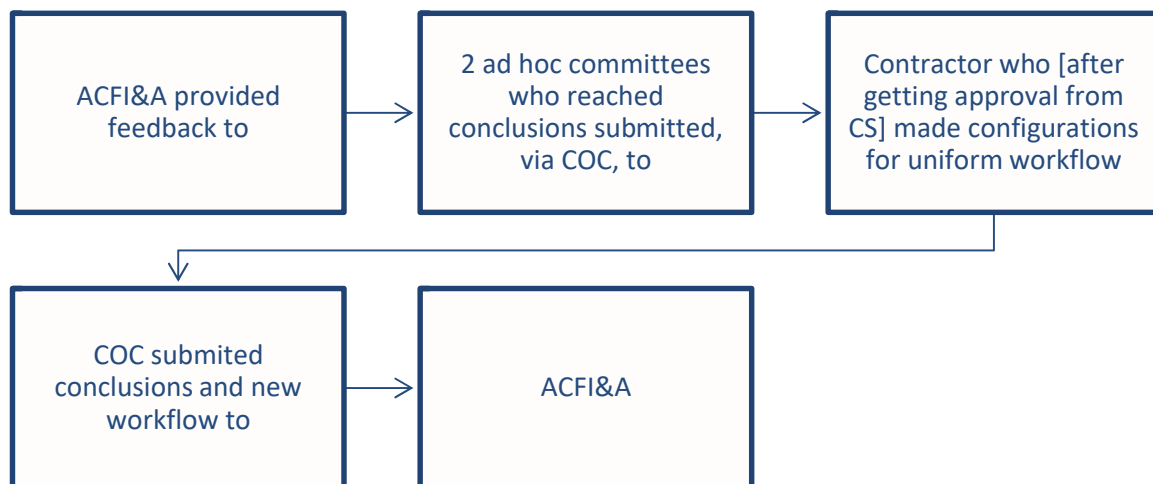 ACFI&A provided
feedback to
2 ad hoc committees
who reached
conclusions submitted,
via COC, to
Contractor who [after
getting approval from
CS] made configurations
for uniform workflow
COC submited
conclusions and new
workflow to
ACFI&A